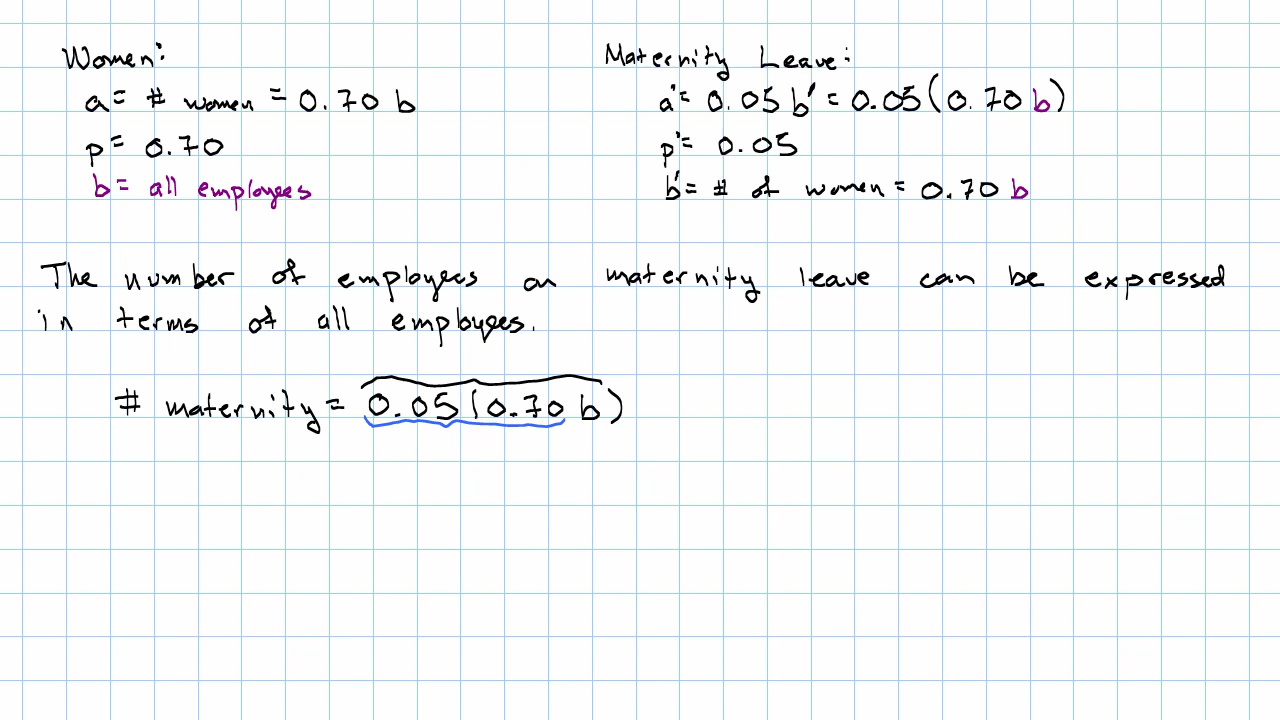 Women:
a = # women = 0.70 b
p = 0.70
b = all employees
Maternity Leave:
a' = 0.05 b' = 0.05(0.70 b)
p' = 0.05
b' = # of women = 0.70 b
The number of employees on maternity leave can be expressed
in terms of all employees.
# maternity = 0.05(0.70 b)